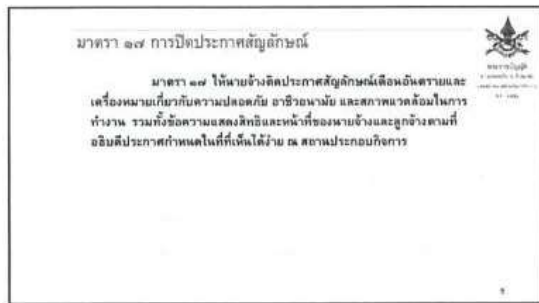 มาตรา ๑๗ การปิดประกาศสัญลักษณ์
มาตรา ๑๗ ให้นายจ้างติดประกาศสัญลักษณ์เตือนอันตรายและ
เครื่องหมายเกี่ยวกับความปลอดภัย อาชีวอนามัย และสภาพแวดล้อมในการ
ทำงาน รวมทั้งข้อความแสดงสิทธิและหน้าที่ของนายจ้างและลูกจ้างตามที่
อธิบดีประกาศกำหนดในที่ที่เห็นได้ง่าย ณ สถานประกอบกิจการ
พระราชบัญญัติ